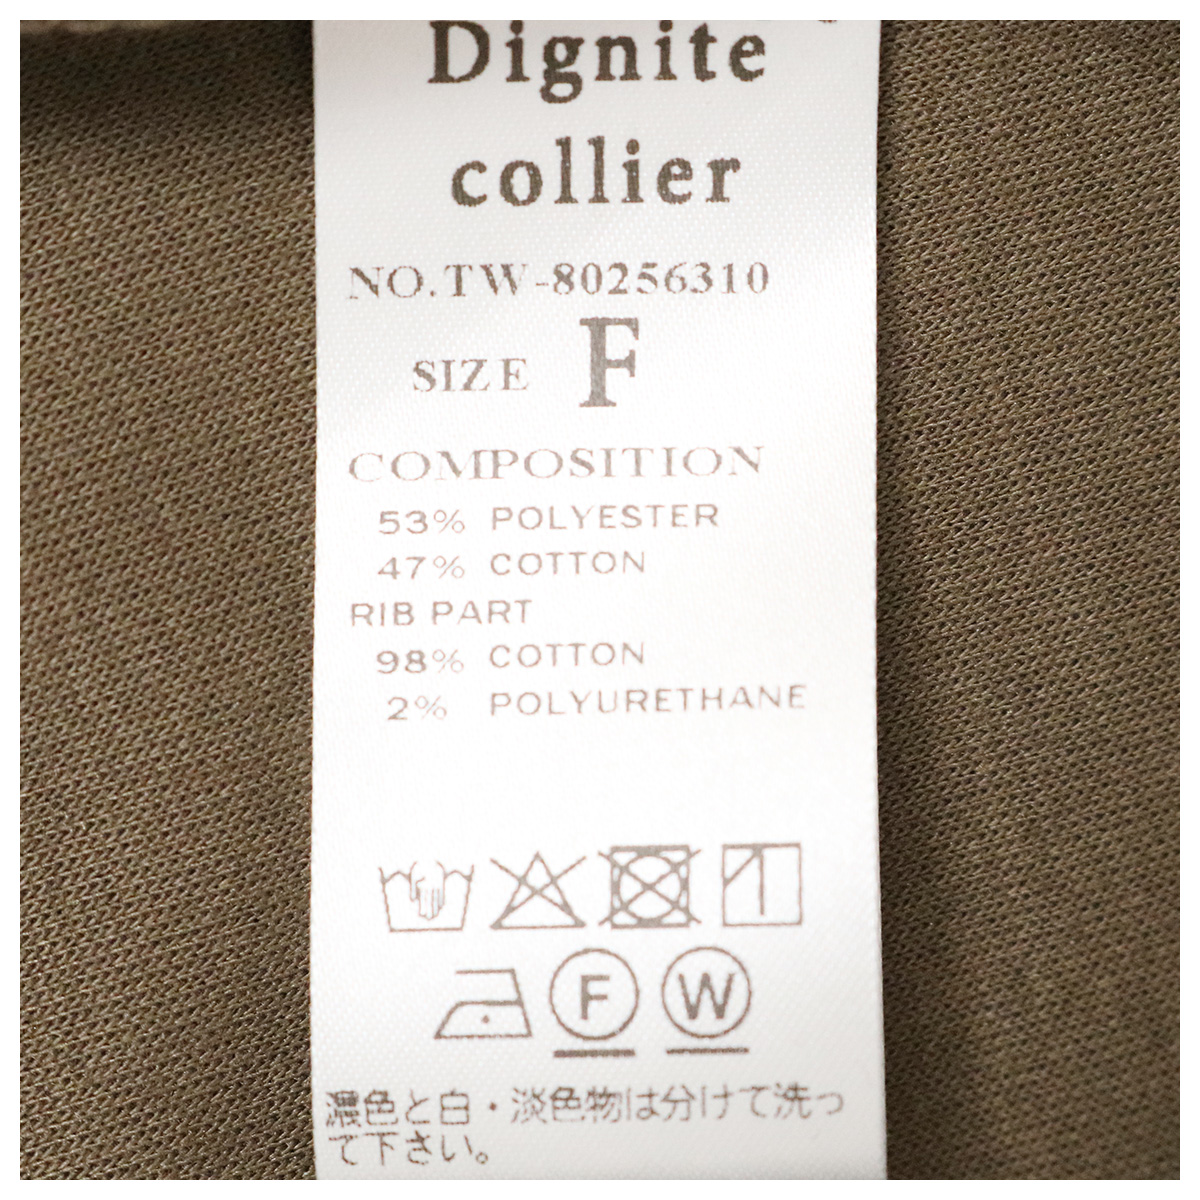 Dignite
collier
NO.TW-80256310
SIZE F
COMPOSITION
53% POLYESTER
47% COTTON
RIB PART
98% COTTON
2% POLYURETHANE
F W
濃色と白・淡色物は分けて洗っ
て下さい。